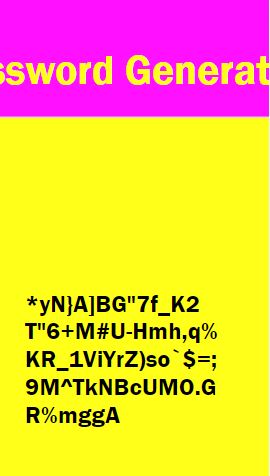 ssword Generat
*yN}A]BG"7f_K2
T"6+M#U-Hmh,q%
KR_1ViYrZ)so`$=;
9M^TkNBcUMO.G
R%mggA